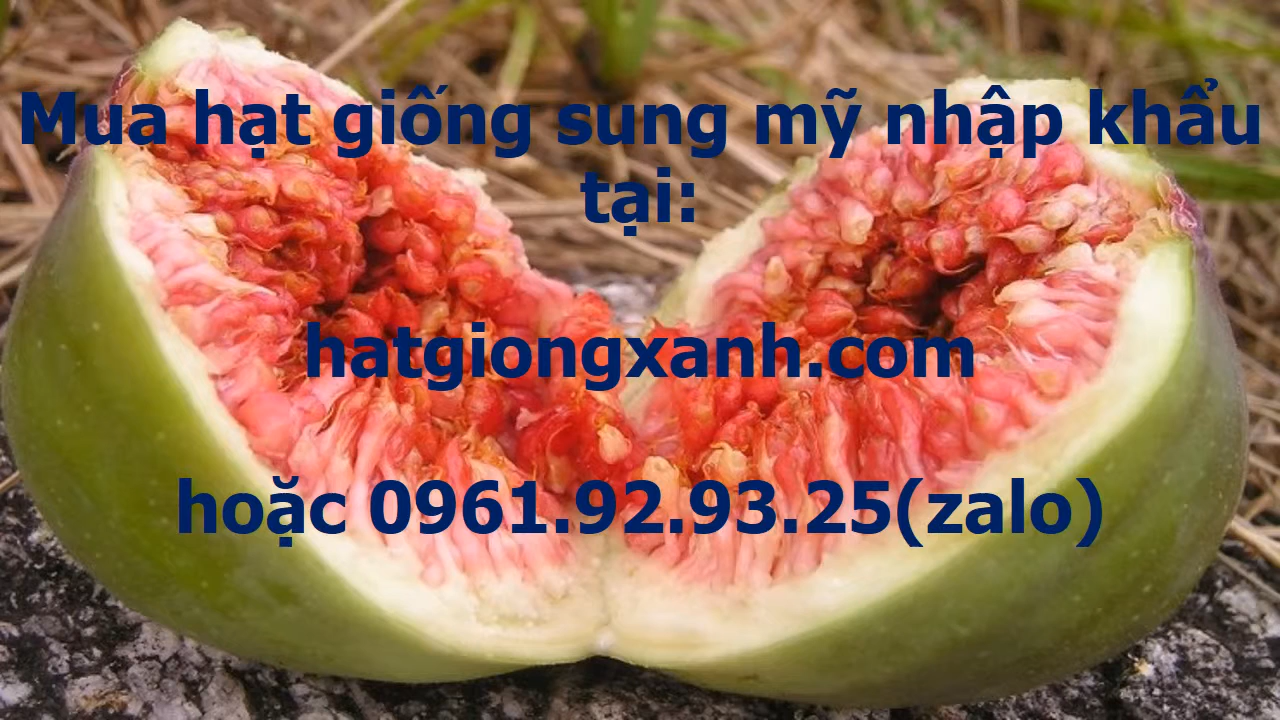 Mua hạt giống sung mỹ nhập khẩu
tại:
hatgiongxanh.com
hoặc 0961.92.93.25(zalo)